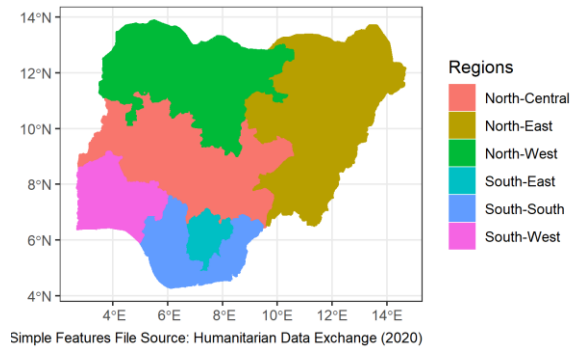 14°N
12°N
10°N
8°N
6°N
4°N
4°E 6°E 8°E 10°E 12°E 14°E
Regions
North-Central
North-East
North-West
South-East
South-South
South-West
Simple Features File Source: Humanitarian Data Exchange (2020)